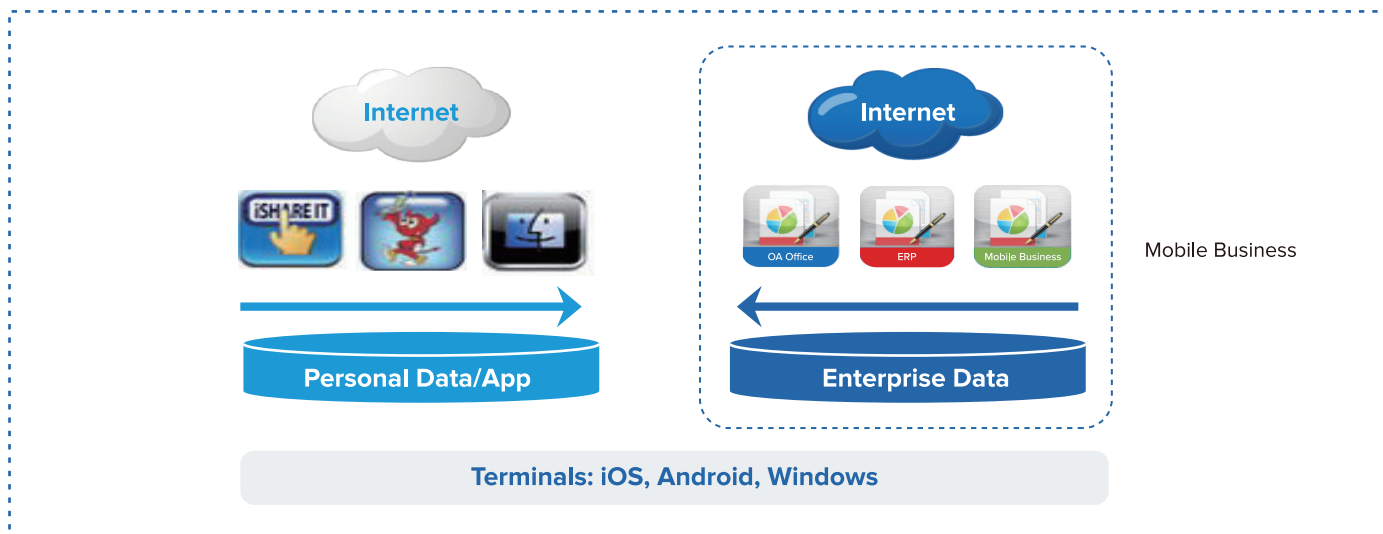 Internet
Internet
iSHARE IT
OA Office
ERP
Mobile Business
Mobile Business
Personal Data/App
Enterprise Data
Terminals: iOS, Android, Windows